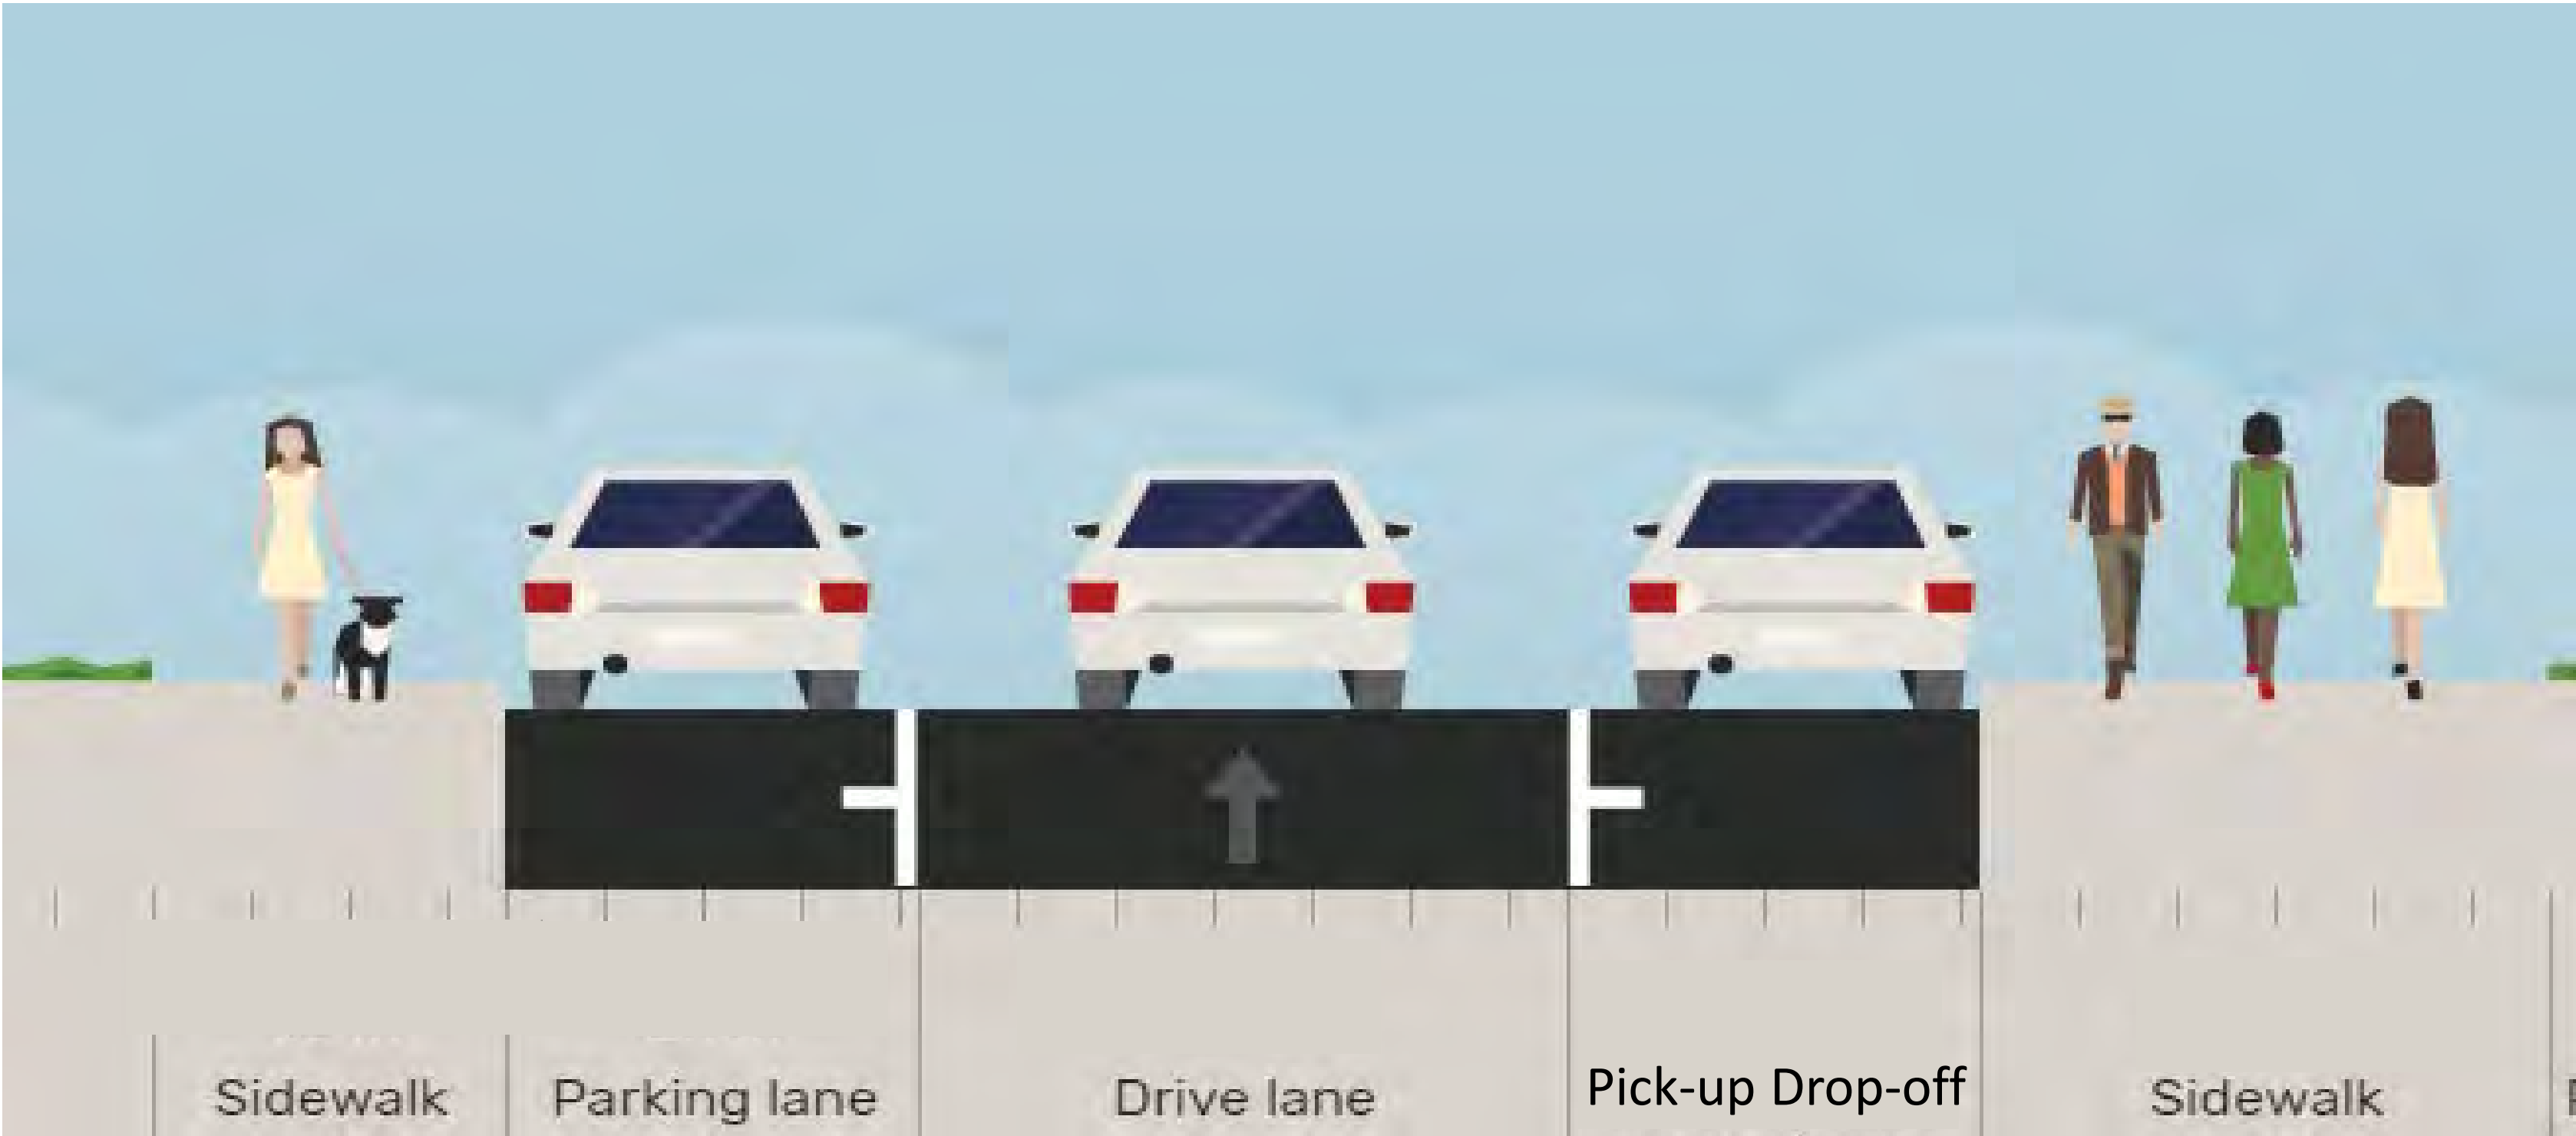 Sidewalk
Parking lane
Drive lane
Pick-up Drop-off
Sidewalk